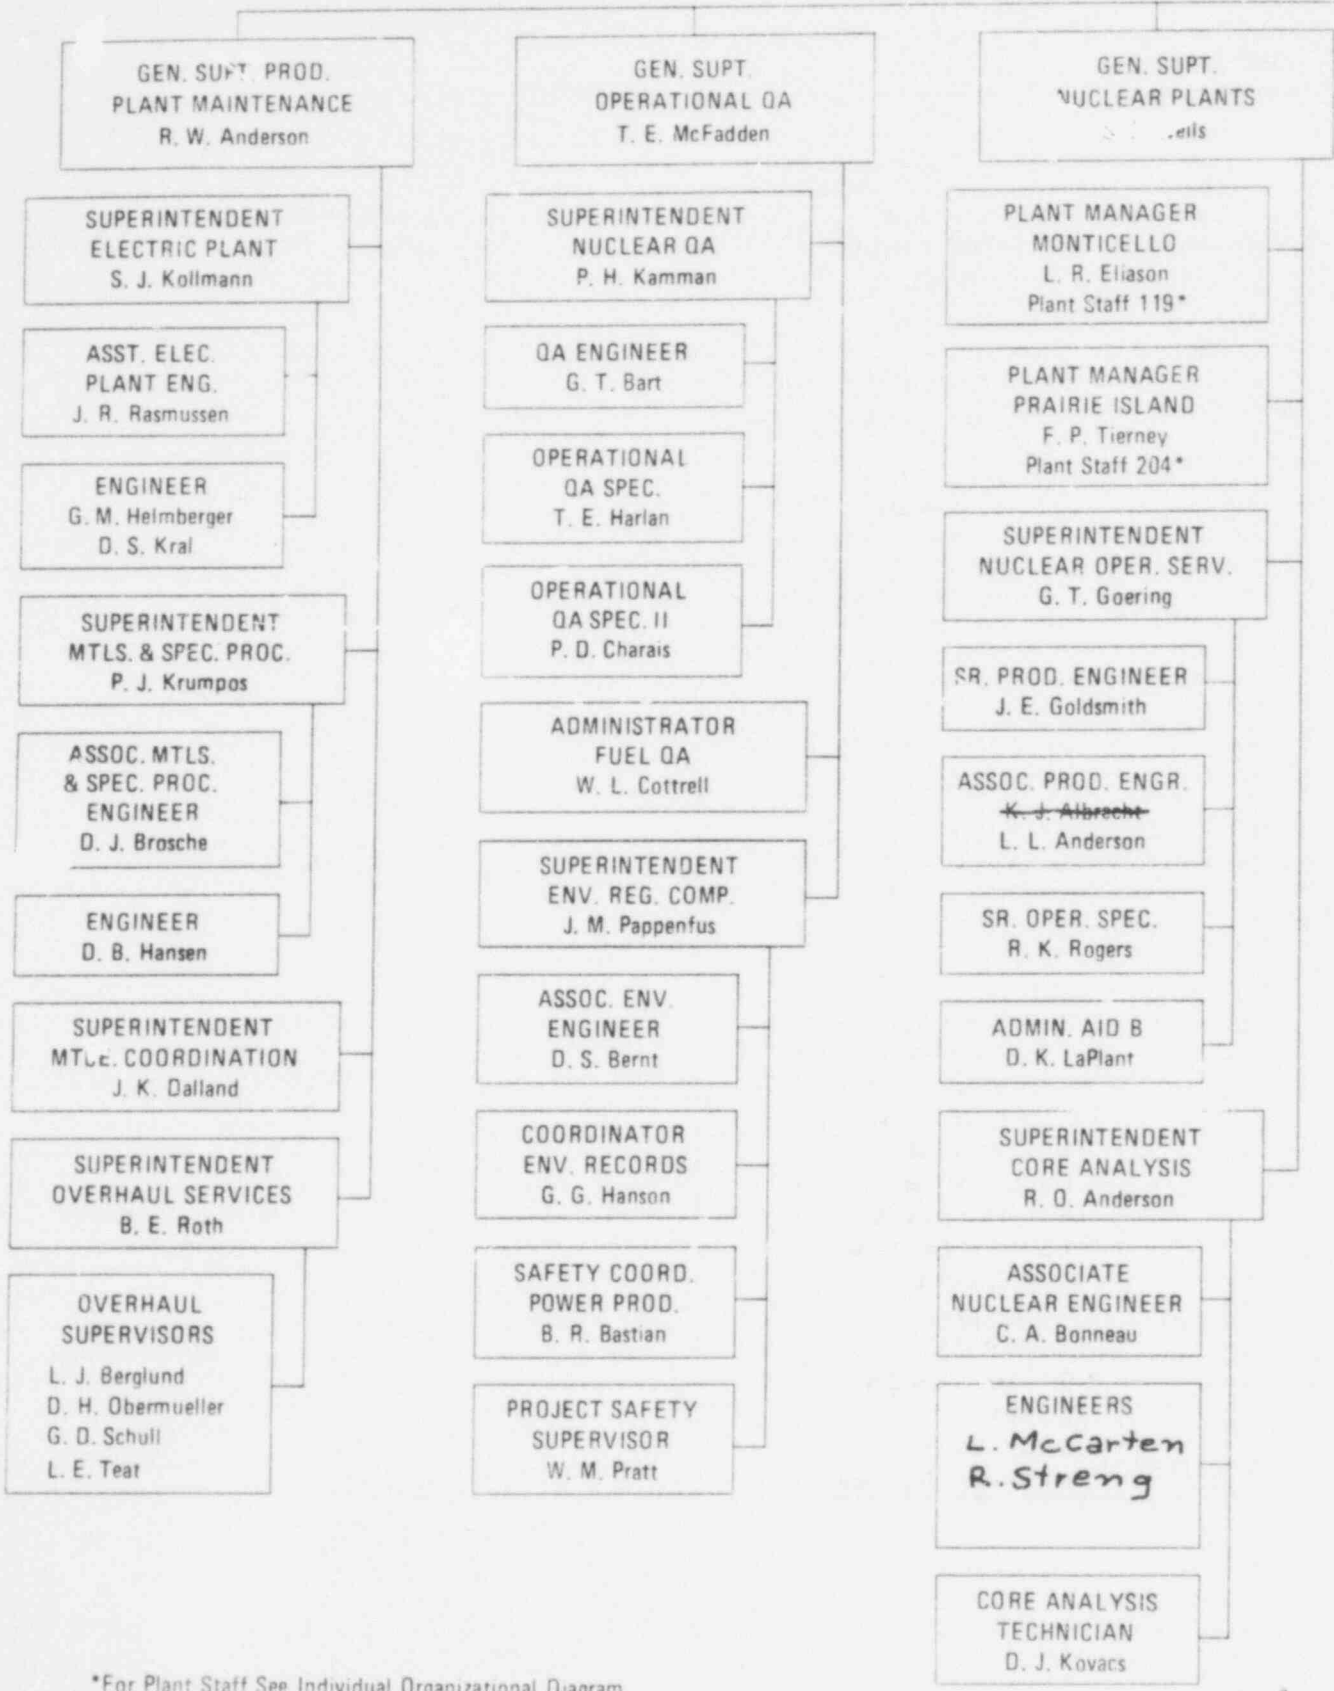 GEN. SUPT. PROD.
PLANT MAINTENANCE
R. W. Anderson
SUPERINTENDENT
ELECTRIC PLANT
S. J. Kollmann
ASST. ELEC.
PLANT ENG.
J. R. Rasmussen
ENGINEER
G. M. Helmberger
D. S. Kral
SUPERINTENDENT
MTLS. & SPEC. PROC.
P. J. Krumpos
ASSOC. MTLS.
& SPEC. PROC.
ENGINEER
D. J. Brosche
ENGINEER
D. B. Hansen
SUPERINTENDENT
COORDINATION
J. K. Dalland
SUPERINTENDENT
OVERHAUL SERVICES
B. E. Roth
OVERHAUL
SUPERVISORS
L. J. Berglund
D. H. Obermueller
G. D. Schull
L. E. Teat
GEN. SUPT.
OPERATIONAL QA
T. E. McFadden
SUPERINTENDENT
NUCLEAR QA
P. H. Kamman
QA ENGINEER
G. T. Bart
OPERATIONAL
QA SPEC.
T. E. Harlan
OPERATIONAL
QA SPEC. II
P. D. Charais
ADMINISTRATOR
FUEL QA
W. L. Cottrell
SUPERINTENDENT
ENV. REG. COMP.
J. M. Pappenfus
ASSOC. ENV.
ENGINEER
D. S. Bernt
COORDINATOR
ENV. RECORDS
G. G. Hanson
SAFETY COORD.
POWER PROD.
B. R. Bastian
PROJECT SAFETY
SUPERVISOR
W. M. Pratt
GEN. SUPT.
NUCLEAR PLANTS
PLANT MANAGER
MONTICELLO
L. R. Eliason
Plant Staff 119*
PLANT MANAGER
PRAIRIE ISLAND
F. P. Tierney
Plant Staff 204*
SUPERINTENDENT
NUCLEAR OPER. SERV.
G. T. Goering
SR. PROD. ENGINEER
J. E. Goldsmith
ASSOC. PROD. ENGR.
K. J. Albrecht
L. L. Anderson
SR. OPER. SPEC.
R. K. Rogers
ADMIN. AID B
D. K. LaPlant
SUPERINTENDENT
CORE ANALYSIS
R. O. Anderson
ASSOCIATE
NUCLEAR ENGINEER
C. A. Bonneau
ENGINEERS
L. McCarten
R. Streng
CORE ANALYSIS
TECHNICIAN
D. J. Kovacs
*For Plant Staff See Individual Organizational Diagram